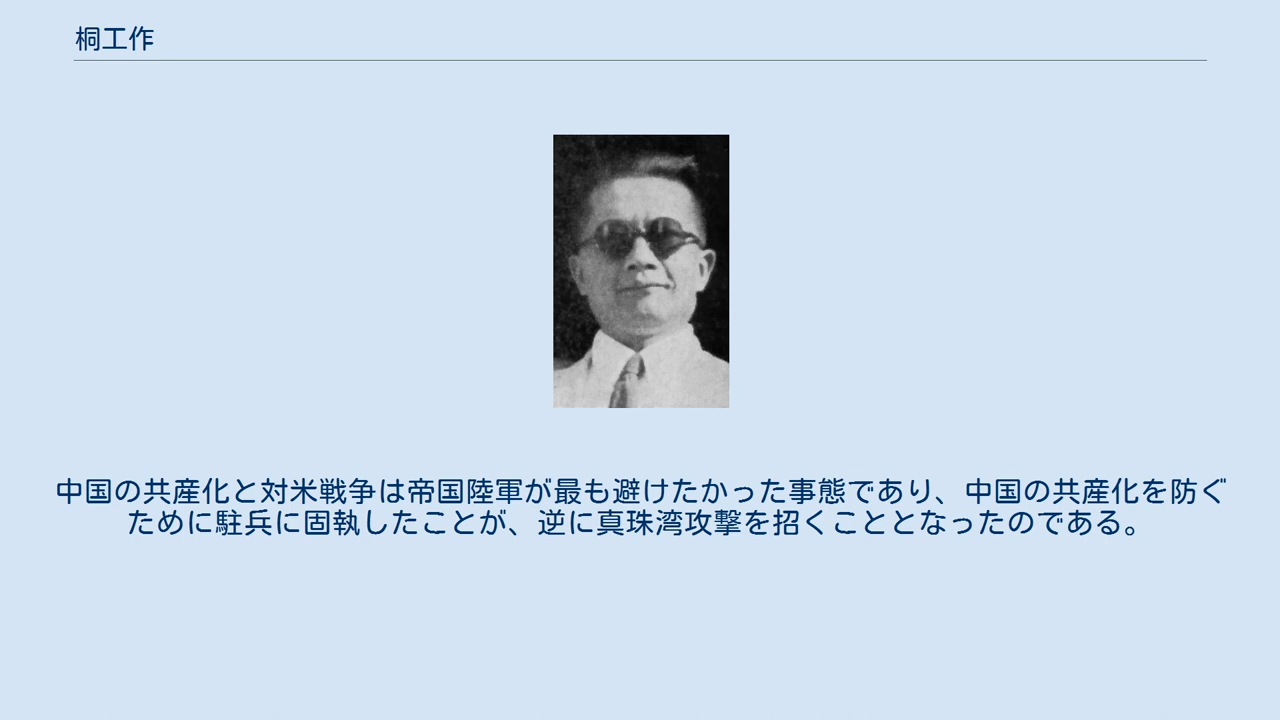 桐工作
中国の共産化と対米戦争は帝国陸軍が最も避けたかった事態であり、中国の共産化を防ぐ
ために駐兵に固執したことが、逆に真珠湾攻撃を招くこととなったのである。